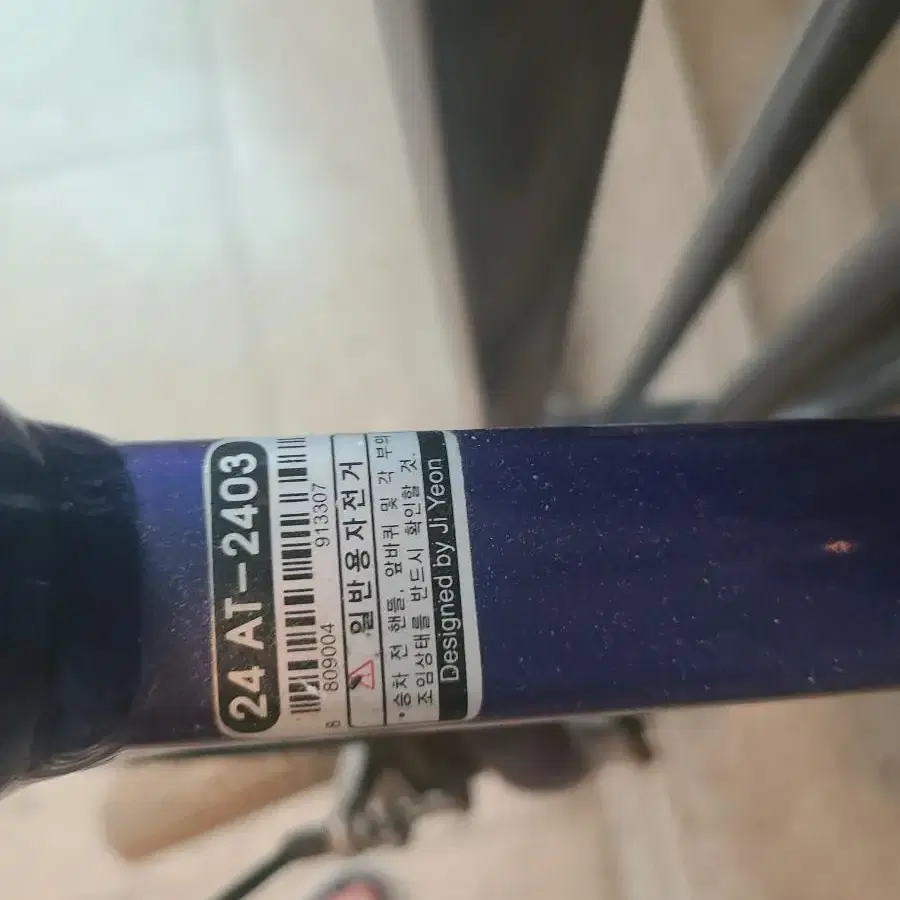 24 AT-2403
8 809004 913307
⚠ 일반용자전거
*승차 전 핸들, 앞바퀴 및 각 부의
조임상태를 반드시 확인할 것.
Designed by Ji Yeon